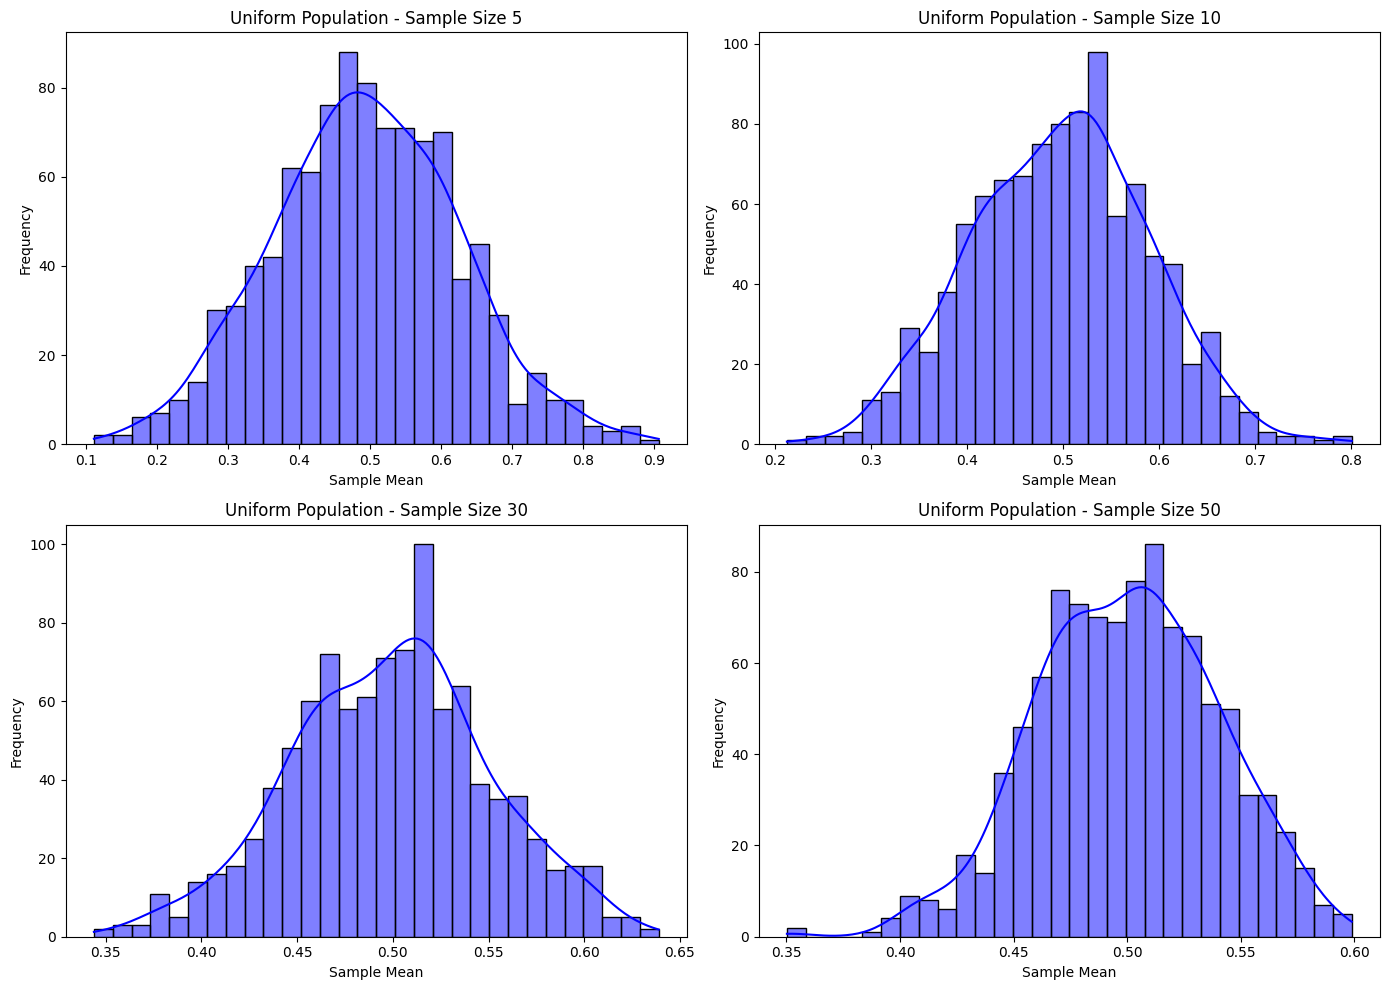 Uniform Population - Sample Size 5
80
60
40
20
0
Frequency
0.1 0.2 0.3 0.4 0.5 0.6 0.7 0.8 0.9
Sample Mean
Uniform Population - Sample Size 10
100
80
60
40
20
0
Frequency
0.2 0.3 0.4 0.5 0.6 0.7 0.8
Sample Mean
Uniform Population - Sample Size 30
100
80
60
40
20
0
Frequency
0.35 0.40 0.45 0.50 0.55 0.60 0.65
Sample Mean
Uniform Population - Sample Size 50
80
60
40
20
0
Frequency
0.35 0.40 0.45 0.50 0.55 0.60
Sample Mean